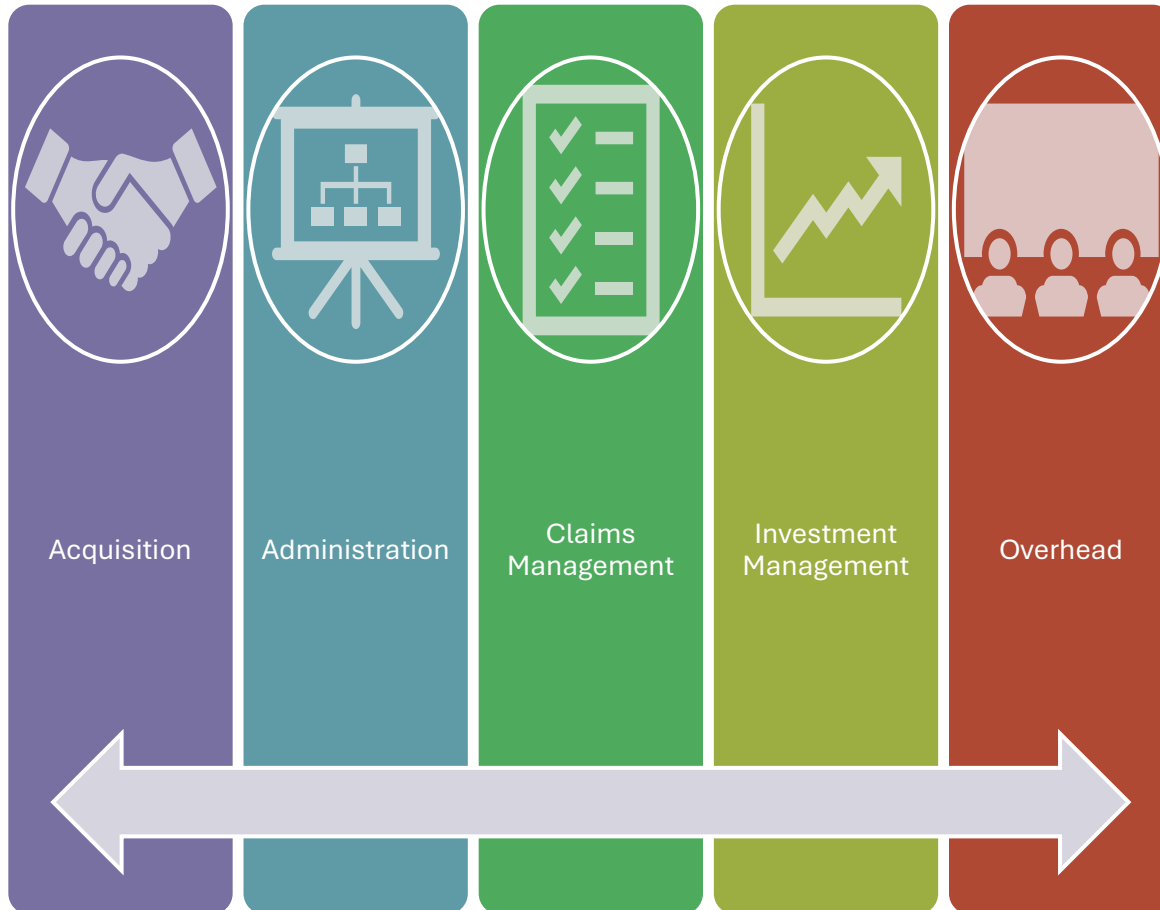 Acquisition
Administration
Claims
Management
Investment
Management
Overhead